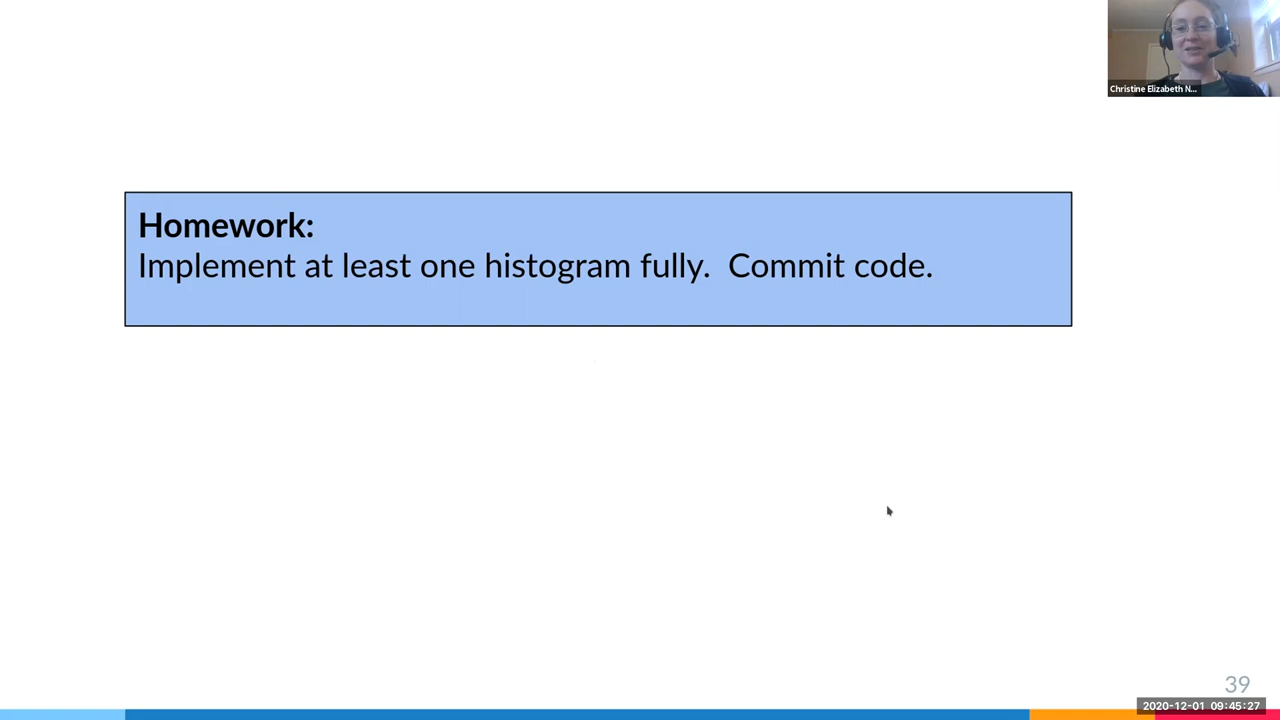 Christine Elizabeth N...
Homework:
Implement at least one histogram fully.  Commit code.
39
2020-12-01 09:45:27